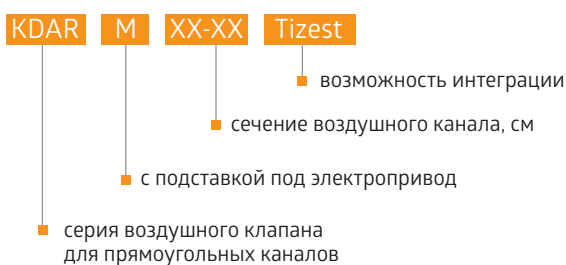 KDAR M XX-XX Tizest
возможность интеграции
сечение воздушного канала, см
с подставкой под электропривод
серия воздушного клапана
для прямоугольных каналов